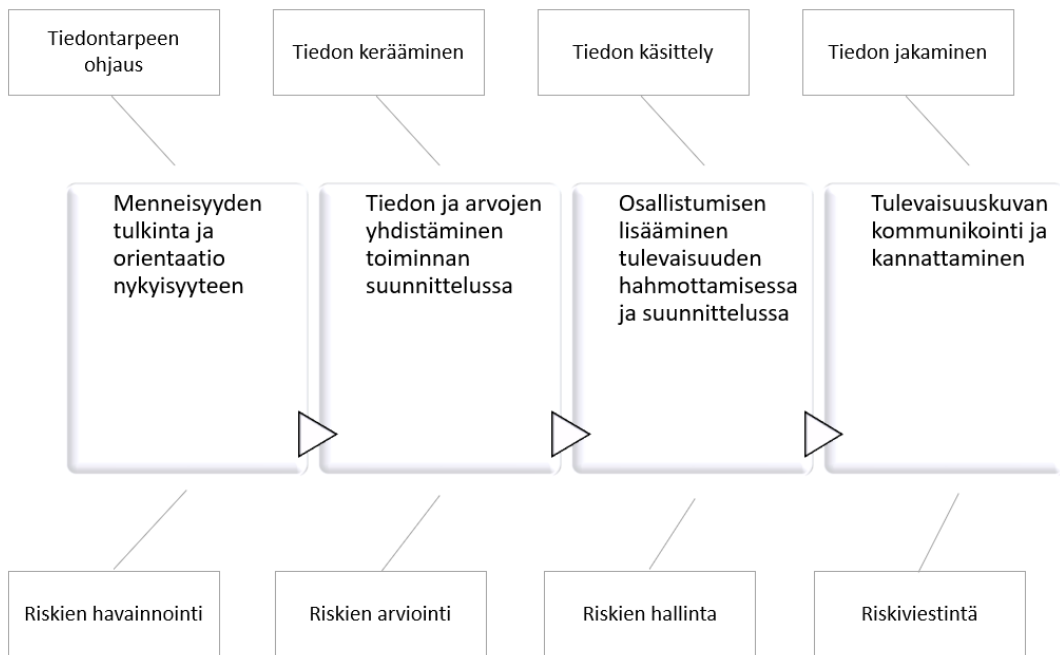 Tiedontarpeen
ohjaus
Tiedon kerääminen
Tiedon käsittely
Tiedon jakaminen
Menneisyyden
tulkinta ja
orientaatio
nykyisyyteen
Tiedon ja arvojen
yhdistäminen
toiminnan
suunnittelussa
Osallistumisen
lisääminen
tulevaisuuden
hahmottamisessa
ja suunnittelussa
Tulevaisuuskuvan
kommunikointi ja
kannattaminen
Riskien havainnointi
Riskien arviointi
Riskien hallinta
Riskiviestintä